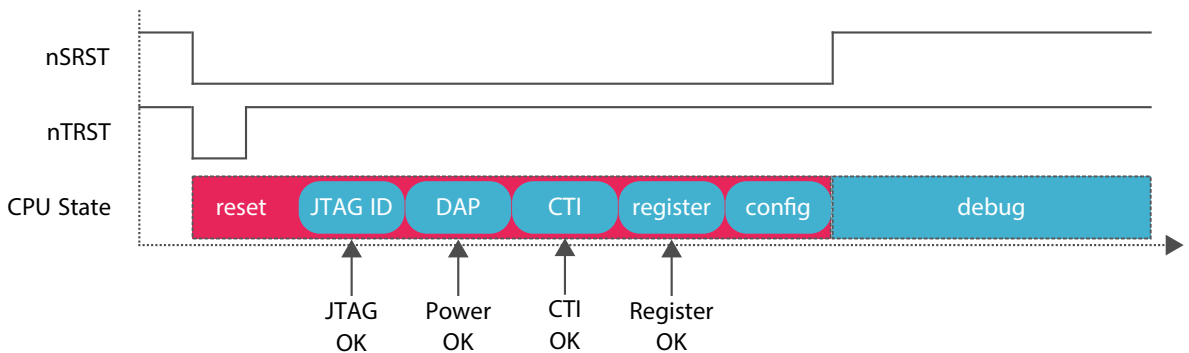 nSRST
nTRST
CPU State
reset
JTAG ID
DAP
CTI
register
config
debug
JTAG
OK
Power
OK
CTI
OK
Register
OK